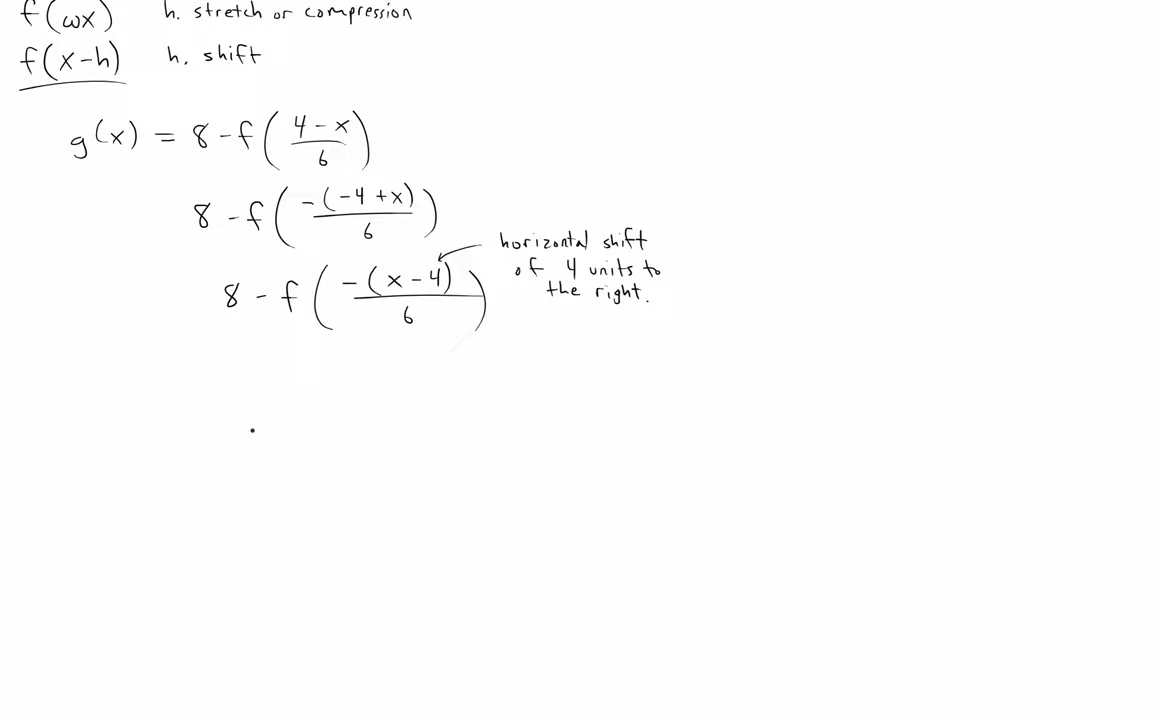 f(ωx) h. stretch or compression
f(x-h) h. shift
g(x) = 8 - f((4 - x)/6)
8 - f(-(-4 + x)/6)
8 - f(-(x - 4)/6)
horizontal shift
of 4 units to
the right.